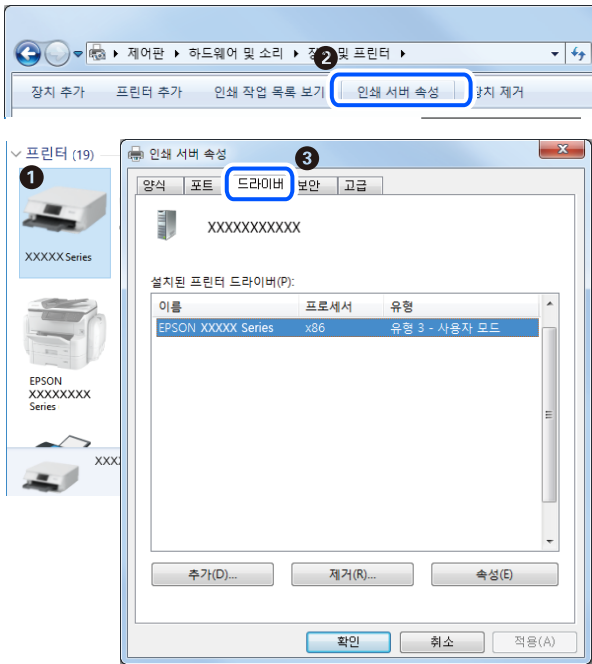 제어판 ▸ 하드웨어 및 소리 ▸ 및 프린터 ▸
2
장치 추가 프린터 추가 인쇄 작업 목록 보기 인쇄 서버 속성 장치 제거
프린터 (19)
1
XXXXX Series
EPSON
XXXXXXXX
Series
XXX
인쇄 서버 속성
3
양식 포트 드라이버 보안 고급
XXXXXXXXXXX
설치된 프린터 드라이버(P):
이름 프로세서 유형
EPSON XXXXX Series x86 유형 3 - 사용자 모드
추가(D)... 제거(R)... 속성(E)
확인 취소 적용(A)